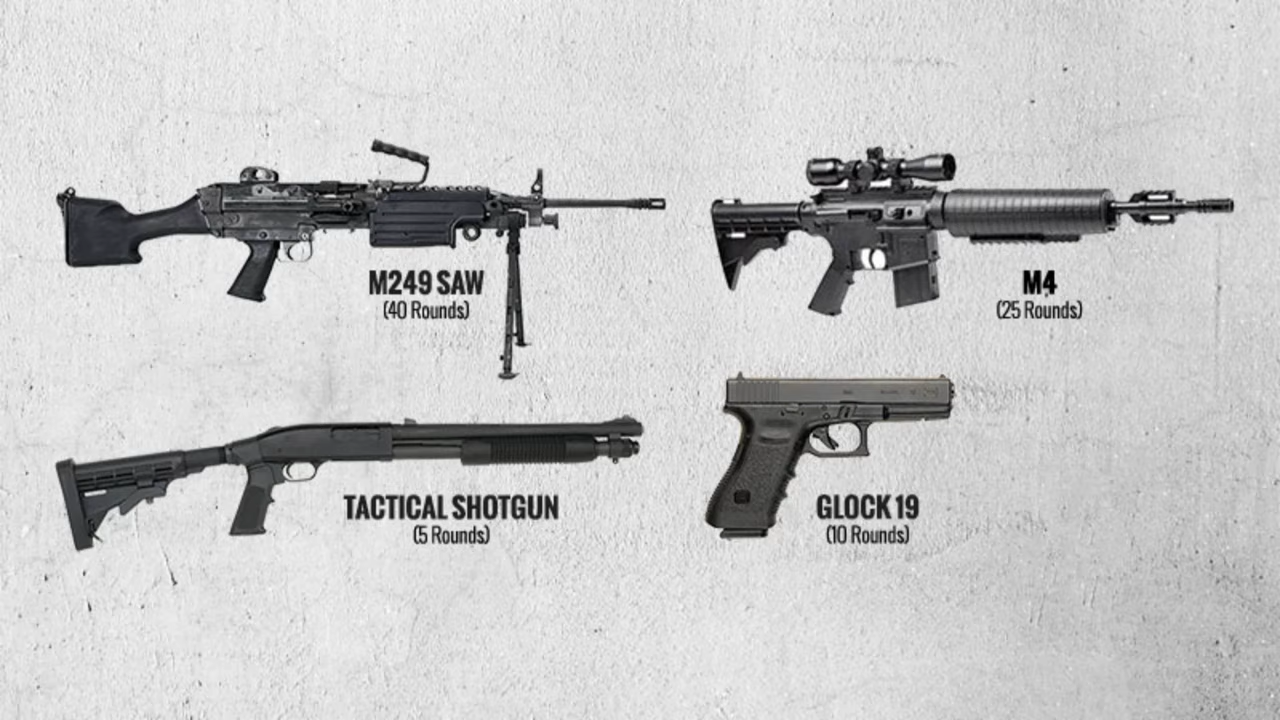 M249 SAW
(40 Rounds)
M4
(25 Rounds)
TACTICAL SHOTGUN
(5 Rounds)
GLOCK 19
(10 Rounds)